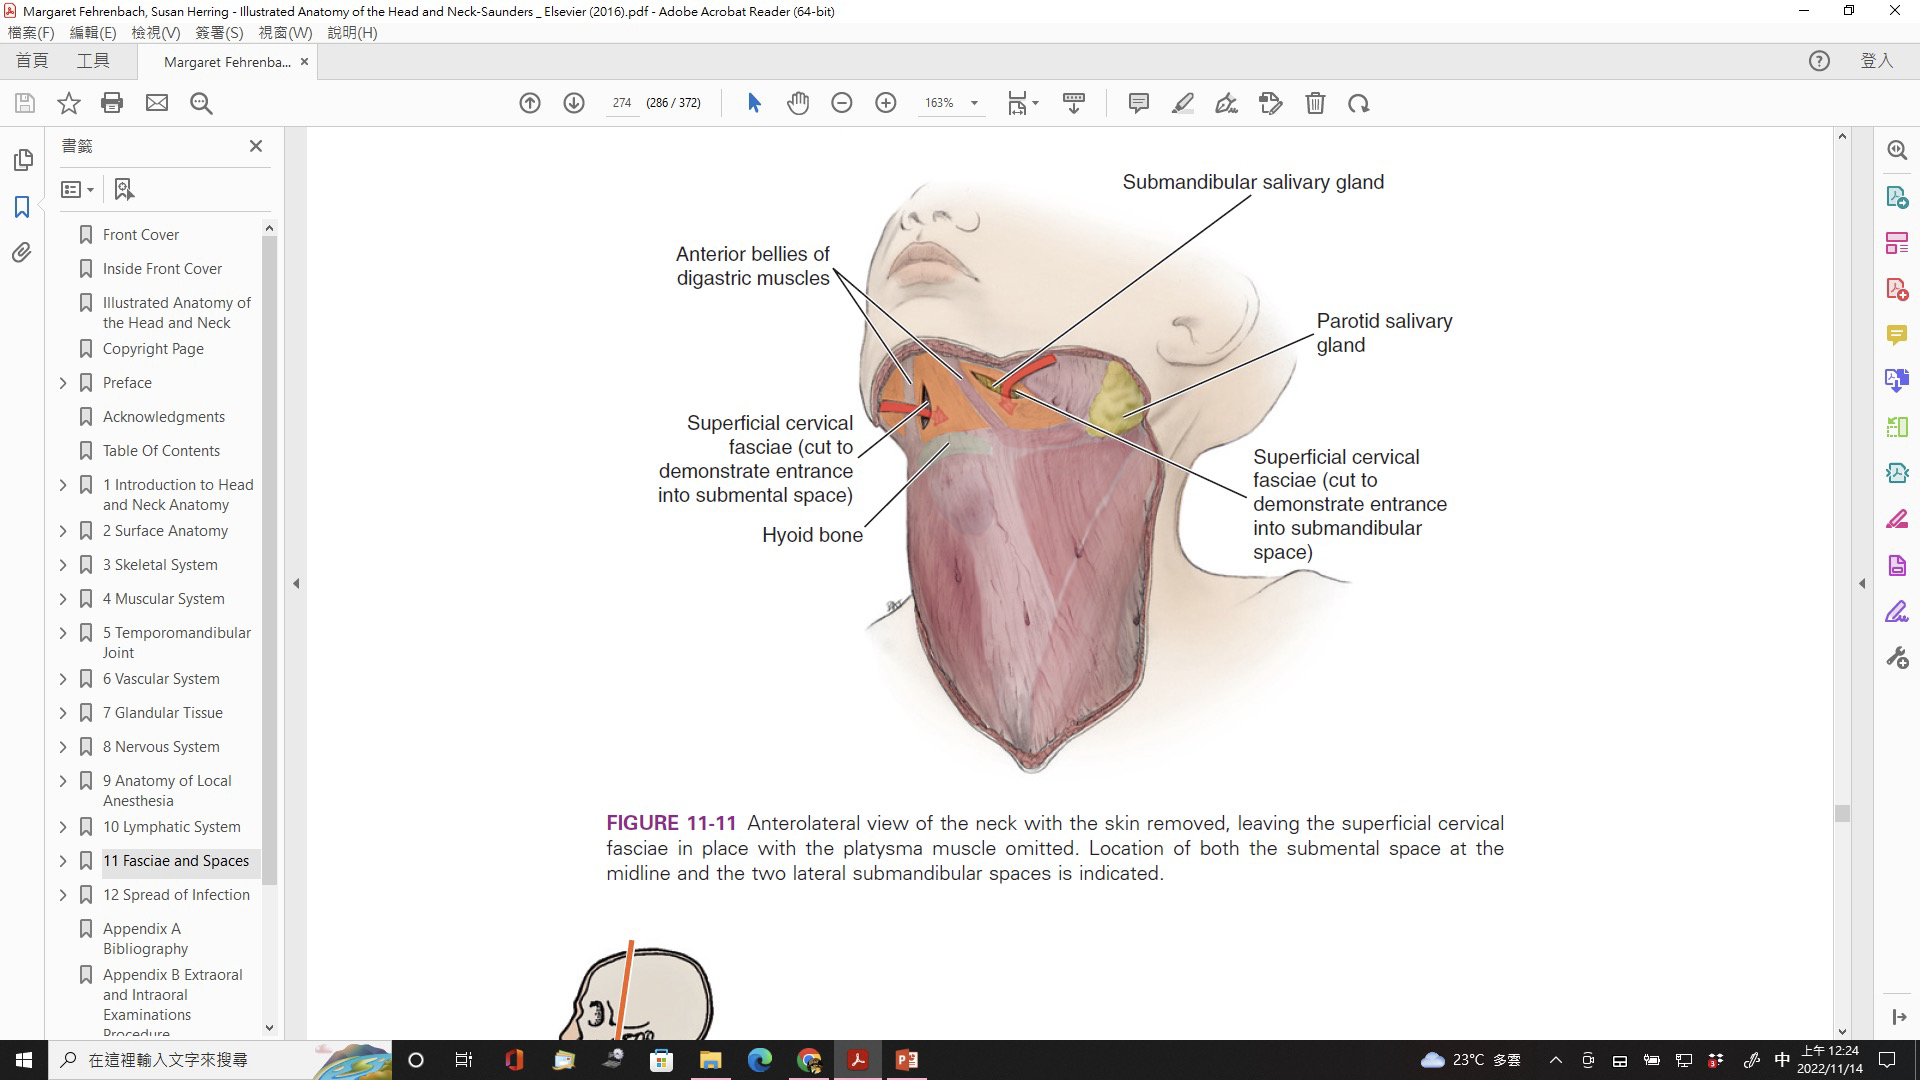 Margaret Fehrenbach, Susan Herring - Illustrated Anatomy of the Head and Neck-Saunders _ Elsevier (2016).pdf - Adobe Acrobat Reader (64-bit)
檔案(F) 編輯(E) 檢視(V) 簽署(S) 視窗(W) 說明(H)
首頁 工具 Margaret Fehrenba... 登入
274 (286 / 372) 163%
書籤
Front Cover
Inside Front Cover
Illustrated Anatomy of
the Head and Neck
Copyright Page
Preface
Acknowledgments
Table Of Contents
1 Introduction to Head
and Neck Anatomy
2 Surface Anatomy
3 Skeletal System
4 Muscular System
5 Temporomandibular
Joint
6 Vascular System
7 Glandular Tissue
8 Nervous System
9 Anatomy of Local
Anesthesia
10 Lymphatic System
11 Fasciae and Spaces
12 Spread of Infection
Appendix A
Bibliography
Appendix B Extraoral
and Intraoral
Examinations
Procedure
Submandibular salivary gland
Anterior bellies of
digastric muscles
Parotid salivary
gland
Superficial cervical
fasciae (cut to
demonstrate entrance
into submental space)
Hyoid bone
Superficial cervical
fasciae (cut to
demonstrate entrance
into submandibular
space)
FIGURE 11-11 Anterolateral view of the neck with the skin removed, leaving the superficial cervical
fasciae in place with the platysma muscle omitted. Location of both the submental space at the
midline and the two lateral submandibular spaces is indicated.
在這裡輸入文字來搜尋
23°C 多雲
中
上午 12:24
2022/11/14